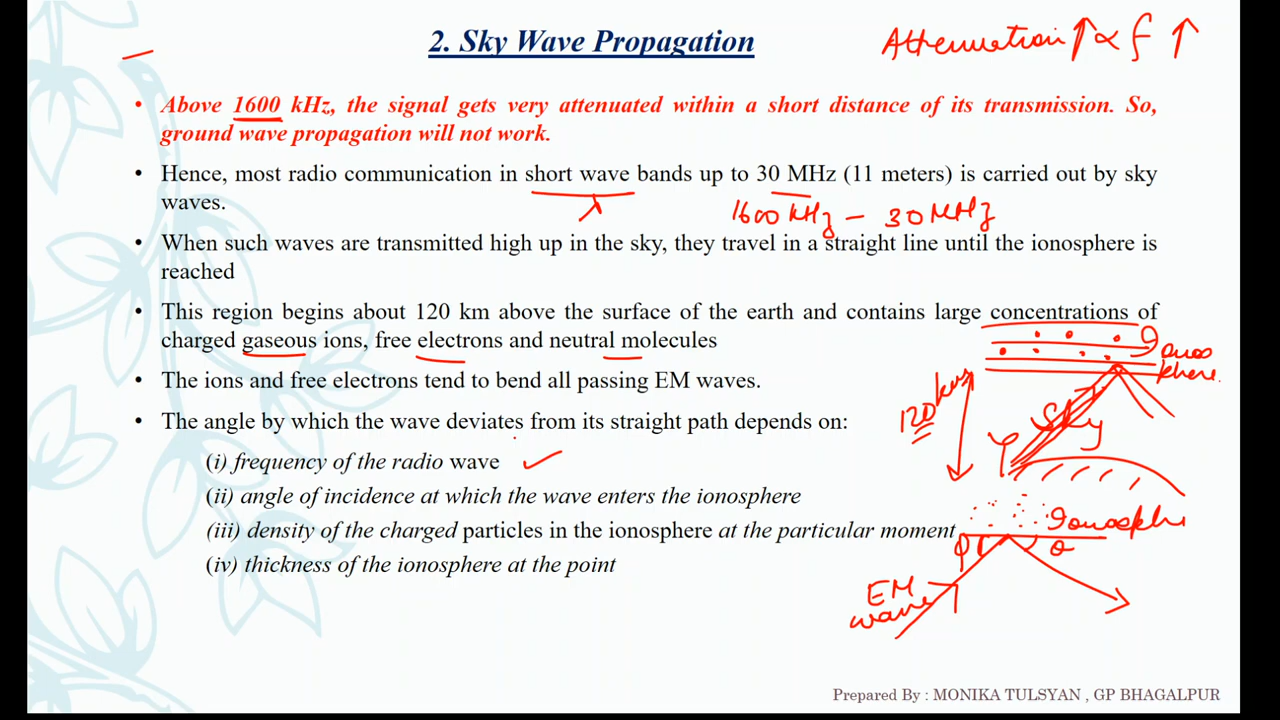 2. Sky Wave Propagation
Attenuation ↑ ∝ f ↑
• Above 1600 kHz, the signal gets very attenuated within a short distance of its transmission. So,
ground wave propagation will not work.
• Hence, most radio communication in short wave bands up to 30 MHz (11 meters) is carried out by sky
waves.
λ
1600 kHz – 30 MHz
• When such waves are transmitted high up in the sky, they travel in a straight line until the ionosphere is
reached
• This region begins about 120 km above the surface of the earth and contains large concentrations of
charged gaseous ions, free electrons and neutral molecules
Iono
sphere
• The ions and free electrons tend to bend all passing EM waves.
120 km
Sky
• The angle by which the wave deviates from its straight path depends on:
(i) frequency of the radio wave
(ii) angle of incidence at which the wave enters the ionosphere
(iii) density of the charged particles in the ionosphere at the particular moment
Ionosphe
φ
θ
(iv) thickness of the ionosphere at the point
EM
wave
Prepared By : MONIKA TULSYAN , GP BHAGALPUR